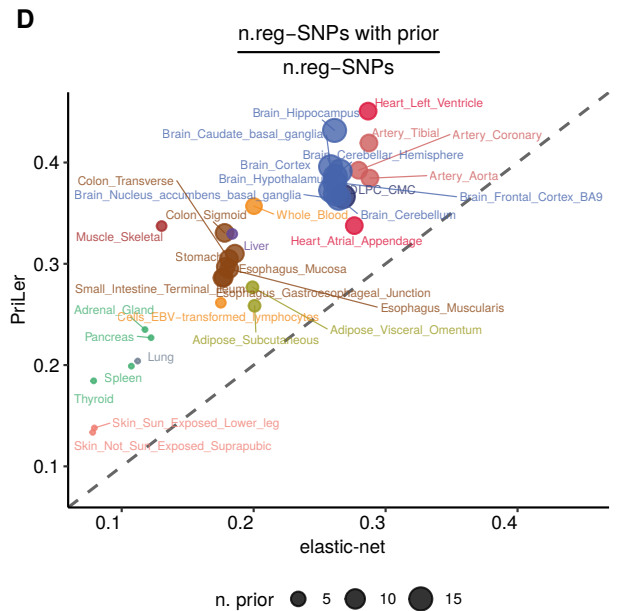 D
n.reg−SNPs with prior
n.reg−SNPs
Heart_Left_Ventricle
Brain_Hippocampus
Brain_Caudate_basal_ganglia
Artery_Tibial
Artery_Coronary
Brain_Cerebellar_Hemisphere
Brain_Cortex
Artery_Aorta
Colon_Transverse
Brain_Hypothalamus
DLPC_CMC
Brain_Nucleus_accumbens_basal_ganglia
Brain_Frontal_Cortex_BA9
Colon_Sigmoid
Whole_Blood
Brain_Cerebellum
Muscle_Skeletal
Heart_Atrial_Appendage
Liver
Stomach
Esophagus_Mucosa
Small_Intestine_Terminal_Ileum
Esophagus_Gastroesophageal_Junction
Esophagus_Muscularis
Adrenal_Gland
Cells_EBV−transformed_lymphocytes
Adipose_Visceral_Omentum
Pancreas
Adipose_Subcutaneous
Lung
Spleen
Thyroid
Skin_Sun_Exposed_Lower_leg
Skin_Not_Sun_Exposed_Suprapubic
PriLer
0.4
0.3
0.2
0.1
0.1 0.2 0.3 0.4
elastic−net
n. prior 5 10 15